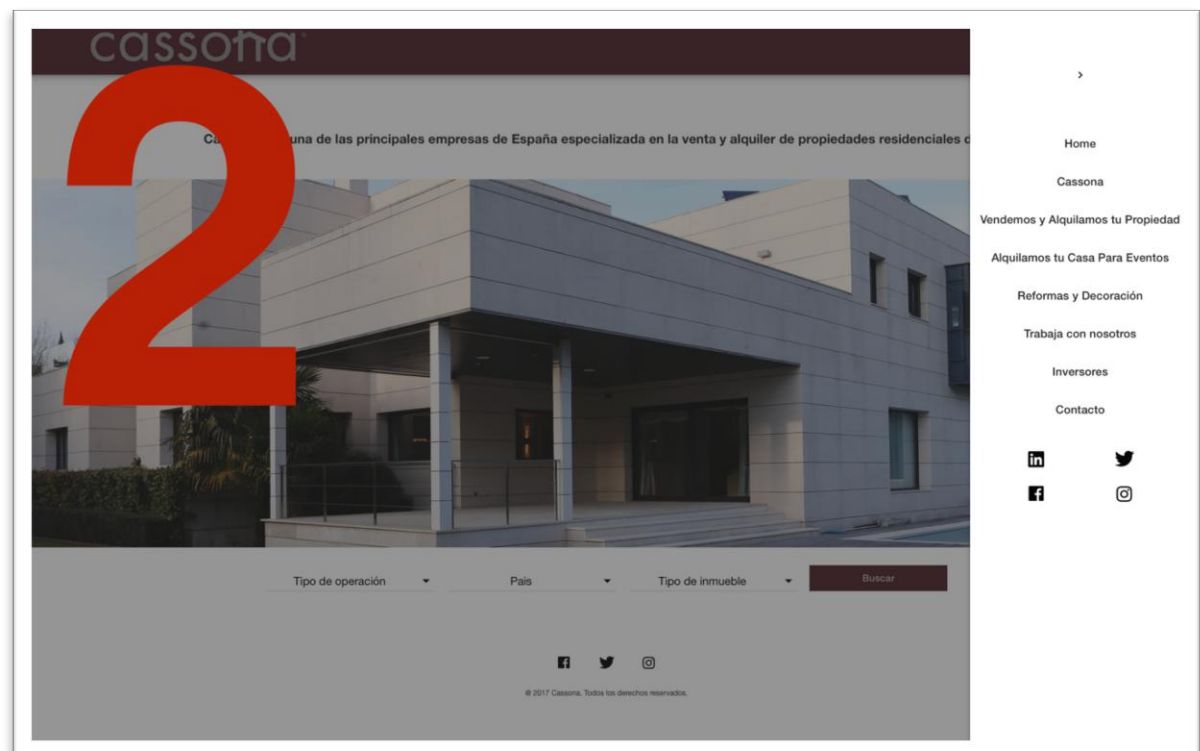 cassona
2
una de las principales empresas de España especializada en la venta y alquiler de propiedades residenciales d
Tipo de operación
Pais
Tipo de inmueble
Buscar
© 2017 Cassona. Todos los derechos reservados.
>
Home
Cassona
Vendemos y Alquilamos tu Propiedad
Alquilamos tu Casa Para Eventos
Reformas y Decoración
Trabaja con nosotros
Inversores
Contacto